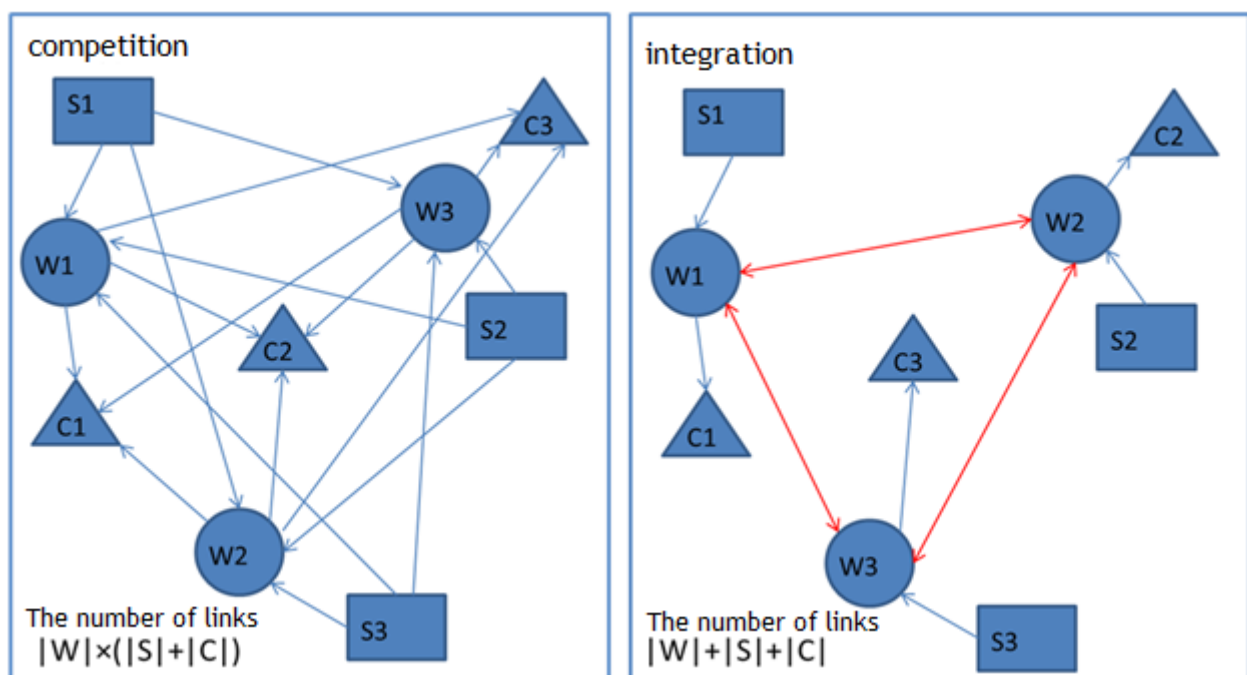 competition
S1
C3
W3
W1
S2
C2
C1
W2
S3
The number of links
|W|×(|S|+|C|)
integration
S1
C2
W2
W1
S2
C3
C1
W3
S3
The number of links
|W|+|S|+|C|